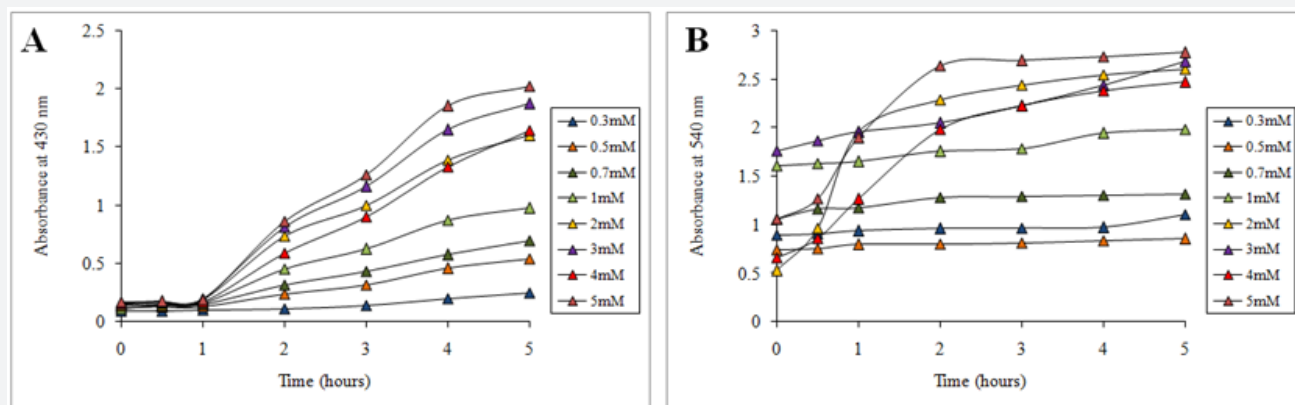 A
Absorbance at 430 nm
2.5
2
1.5
1
0.5
0
0 1 2 3 4 5
Time (hours)
0.3mM
0.5mM
0.7mM
1mM
2mM
3mM
4mM
5mM
B
Absorbance at 540 nm
3
2.5
2
1.5
1
0.5
0
0 1 2 3 4 5
Time (hours)
0.3mM
0.5mM
0.7mM
1mM
2mM
3mM
4mM
5mM